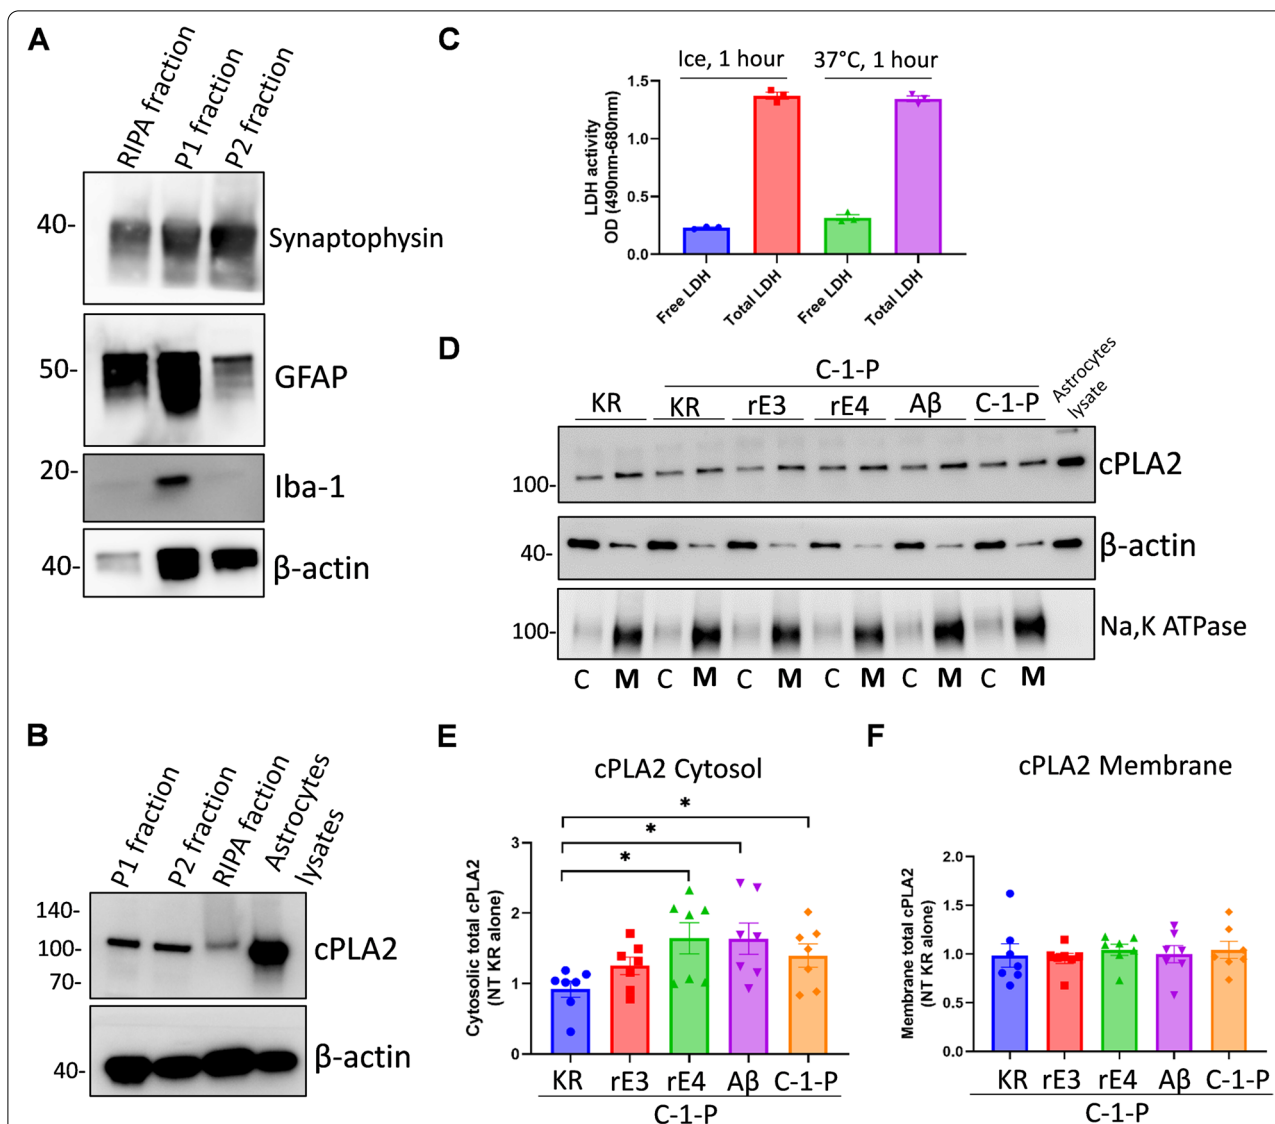 A
RIPA fraction
P1 fraction
P2 fraction
40-
Synaptophysin
50-
GFAP
20-
Iba-1
40-
β-actin
B
P1 fraction
P2 fraction
RIPA faction
Astrocytes
lysates
140-
100-
70-
cPLA2
40-
β-actin
C
Ice, 1 hour
37°C, 1 hour
LDH activity
OD (490nm-680nm)
1.5
1.0
0.5
0.0
Free LDH
Total LDH
Free LDH
Total LDH
D
C-1-P
KR
KR
rE3
rE4
Aβ
C-1-P
Astrocytes
lysate
100-
cPLA2
40-
β-actin
100-
Na,K ATPase
C M C M C M C M C M C M
E
cPLA2 Cytosol
*
*
*
Cytosolic total cPLA2
(NT KR alone)
3
2
1
0
KR rE3 rE4 Aβ C-1-P
C-1-P
F
cPLA2 Membrane
Membrane total cPLA2
(NT KR alone)
2.0
1.5
1.0
0.5
0.0
KR rE3 rE4 Aβ C-1-P
C-1-P